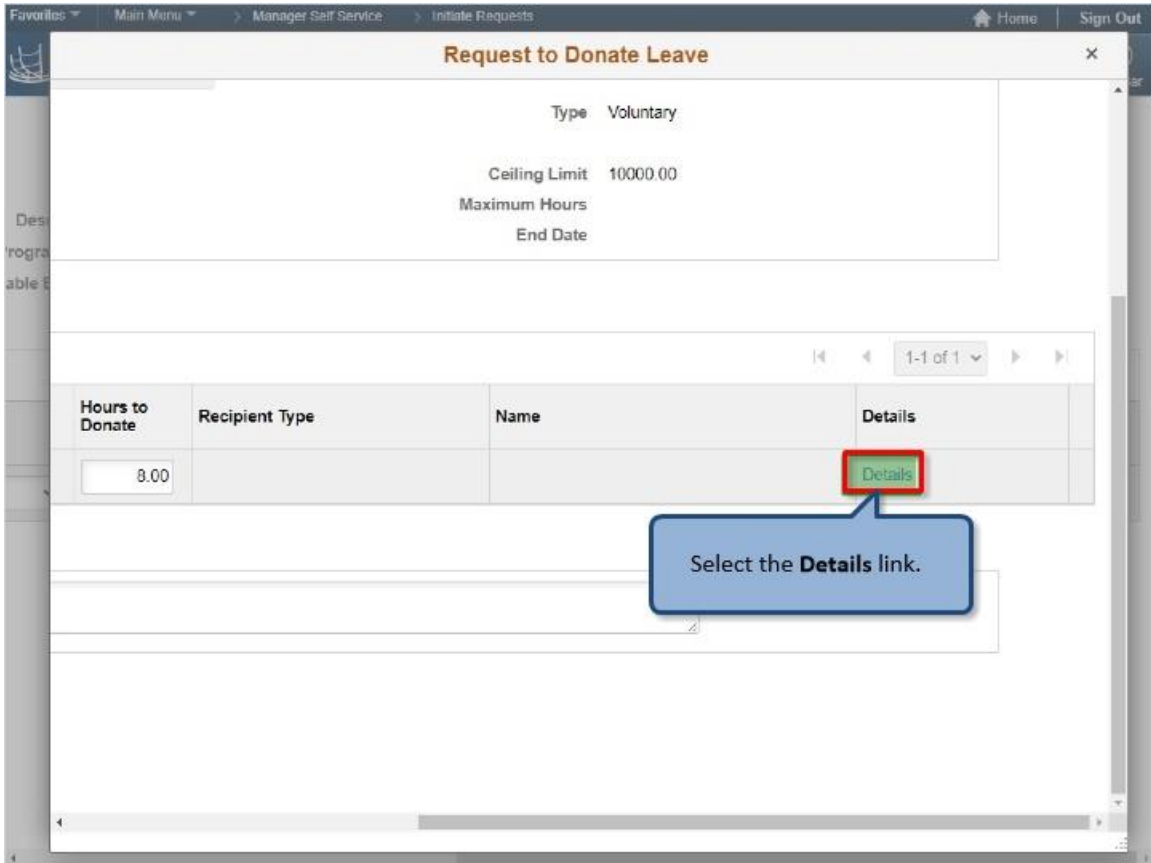 Favorites Main Menu > Manager Self Service > Initiate Requests Home Sign Out
Request to Donate Leave ×
Type Voluntary
Ceiling Limit 10000.00
Maximum Hours
End Date
1-1 of 1
Hours to Donate Recipient Type Name Details
8.00 Details
Select the Details link.